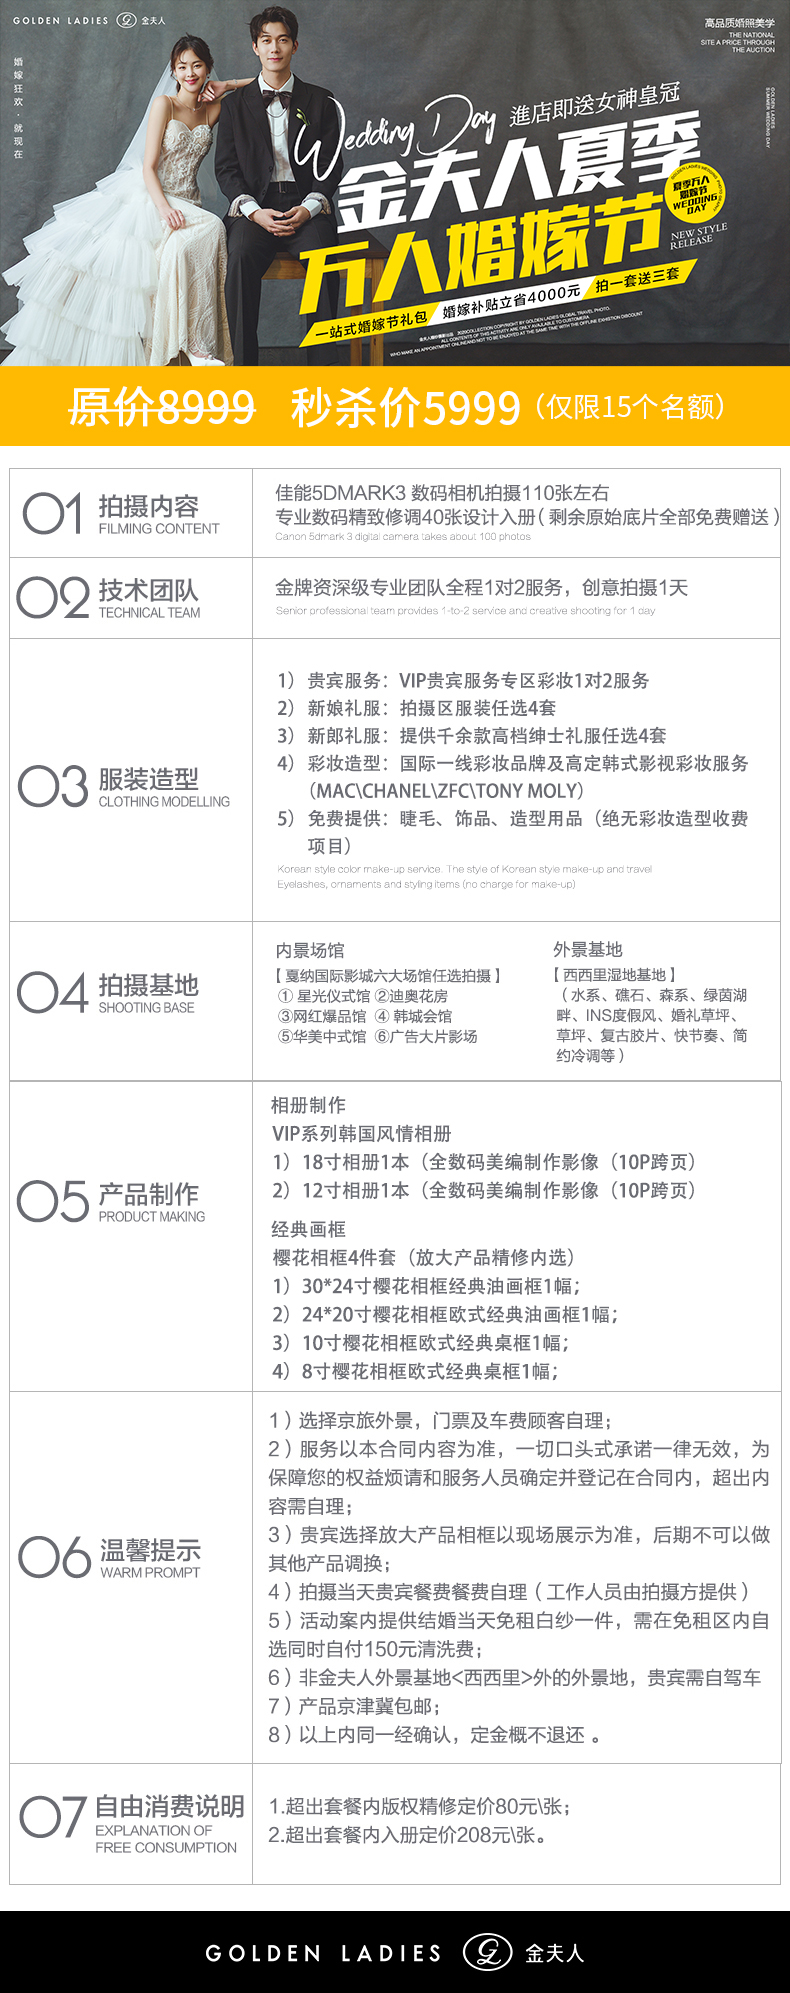 GOLDEN LADIES 金夫人
高品质婚照美学
THE NATIONAL
SITE A PRICE THROUGH
THE AUCTION
婚嫁狂欢·就现在
GOLDEN LADIES
SUMMER WEDDING DAY
Wedding Day 進店即送女神皇冠
金夫人夏季
万人婚嫁节
夏季万人
婚嫁节
WEDDING
DAY
NEW STYLE
RELEASE
一站式婚嫁节礼包 婚嫁补贴立省4000元 拍一套送三套
原价8999 秒杀价5999（仅限15个名额）
01 拍摄内容
FILMING CONTENT
佳能5DMARK3 数码相机拍摄110张左右
专业数码精致修调40张设计入册（剩余原始底片全部免费赠送）
Canon 5dmark 3 digital camera takes about 100 photos
02 技术团队
TECHNICAL TEAM
金牌资深级专业团队全程1对2服务，创意拍摄1天
Senior professional team provides 1-to-2 service and creative shooting for 1 day
03 服装造型
CLOTHING MODELLING
1） 贵宾服务：VIP贵宾服务专区彩妆1对2服务
2） 新娘礼服：拍摄区服装任选4套
3） 新郎礼服：提供千余款高档绅士礼服任选4套
4） 彩妆造型：国际一线彩妆品牌及高定韩式影视彩妆服务
（MAC\CHANEL\ZFC\TONY MOLY）
5） 免费提供：睫毛、饰品、造型用品（绝无彩妆造型收费
项目）
Korean style color make-up service. The style of Korean style make-up and travel
Eyelashes, ornaments and styling items (no charge for make-up)
04 拍摄基地
SHOOTING BASE
内景场馆
【戛纳国际影城六大场馆任选拍摄】
① 星光仪式馆 ②迪奥花房
③网红爆品馆 ④ 韩城会馆
⑤华美中式馆 ⑥广告大片影场
外景基地
【西西里湿地基地】
（水系、礁石、森系、绿茵湖
畔、INS度假风、婚礼草坪、
草坪、复古胶片、快节奏、简
约冷调等）
05 产品制作
PRODUCT MAKING
相册制作
VIP系列韩国风情相册
1）18寸相册1本（全数码美编制作影像（10P跨页）
2）12寸相册1本（全数码美编制作影像（10P跨页）
经典画框
樱花相框4件套（放大产品精修内选）
1）30*24寸樱花相框经典油画框1幅；
2）24*20寸樱花相框欧式经典油画框1幅；
3）10寸樱花相框欧式经典桌框1幅；
4）8寸樱花相框欧式经典桌框1幅；
06 温馨提示
WARM PROMPT
1）选择京旅外景，门票及车费顾客自理；
2）服务以本合同内容为准，一切口头式承诺一律无效，为
保障您的权益烦请和服务人员确定并登记在合同内，超出内
容需自理；
3）贵宾选择放大产品相框以现场展示为准，后期不可以做
其他产品调换；
4）拍摄当天贵宾餐费餐费自理（工作人员由拍摄方提供）
5）活动案内提供结婚当天免租白纱一件，需在免租区内自
选同时自付150元清洗费；
6）非金夫人外景基地<西西里>外的外景地，贵宾需自驾车
7）产品京津冀包邮；
8）以上内同一经确认，定金概不退还 。
07 自由消费说明
EXPLANATION OF
FREE CONSUMPTION
1.超出套餐内版权精修定价80元\张；
2.超出套餐内入册定价208元\张。
GOLDEN LADIES 金夫人